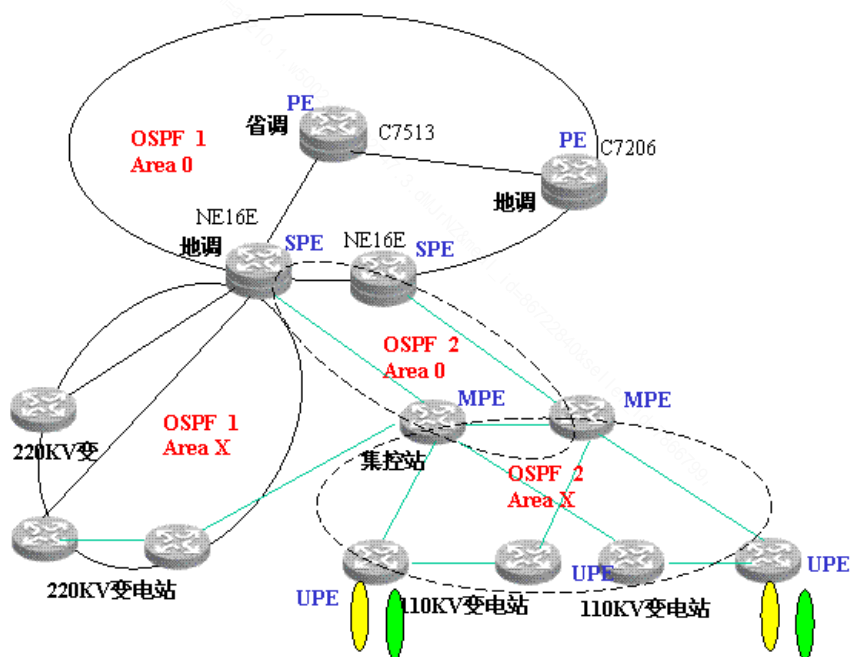 PE
省调
C7513
OSPF 1
Area 0
PE
C7206
地调
NE16E
地调
SPE
NE16E
SPE
OSPF 2
Area 0
MPE
MPE
OSPF 1
Area X
220KV变
集控站
OSPF 2
Area X
220KV变电站
UPE
110KV变电站
UPE
110KV变电站
UPE